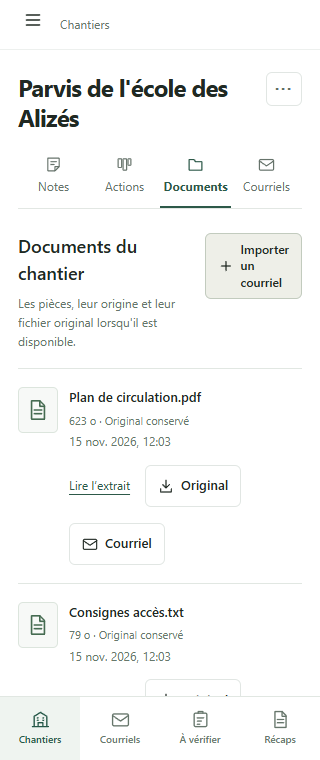 Chantiers
Parvis de l'école des
Alizés
Notes
Actions
Documents
Courriels
Documents du
chantier
Importer
un
courriel
Les pièces, leur origine et leur
fichier original lorsqu'il est
disponible.
Plan de circulation.pdf
623 o · Original conservé
15 nov. 2026, 12:03
Lire l'extrait
Original
Courriel
Consignes accès.txt
79 o · Original conservé
15 nov. 2026, 12:03
Chantiers
Courriels
À vérifier
Récaps